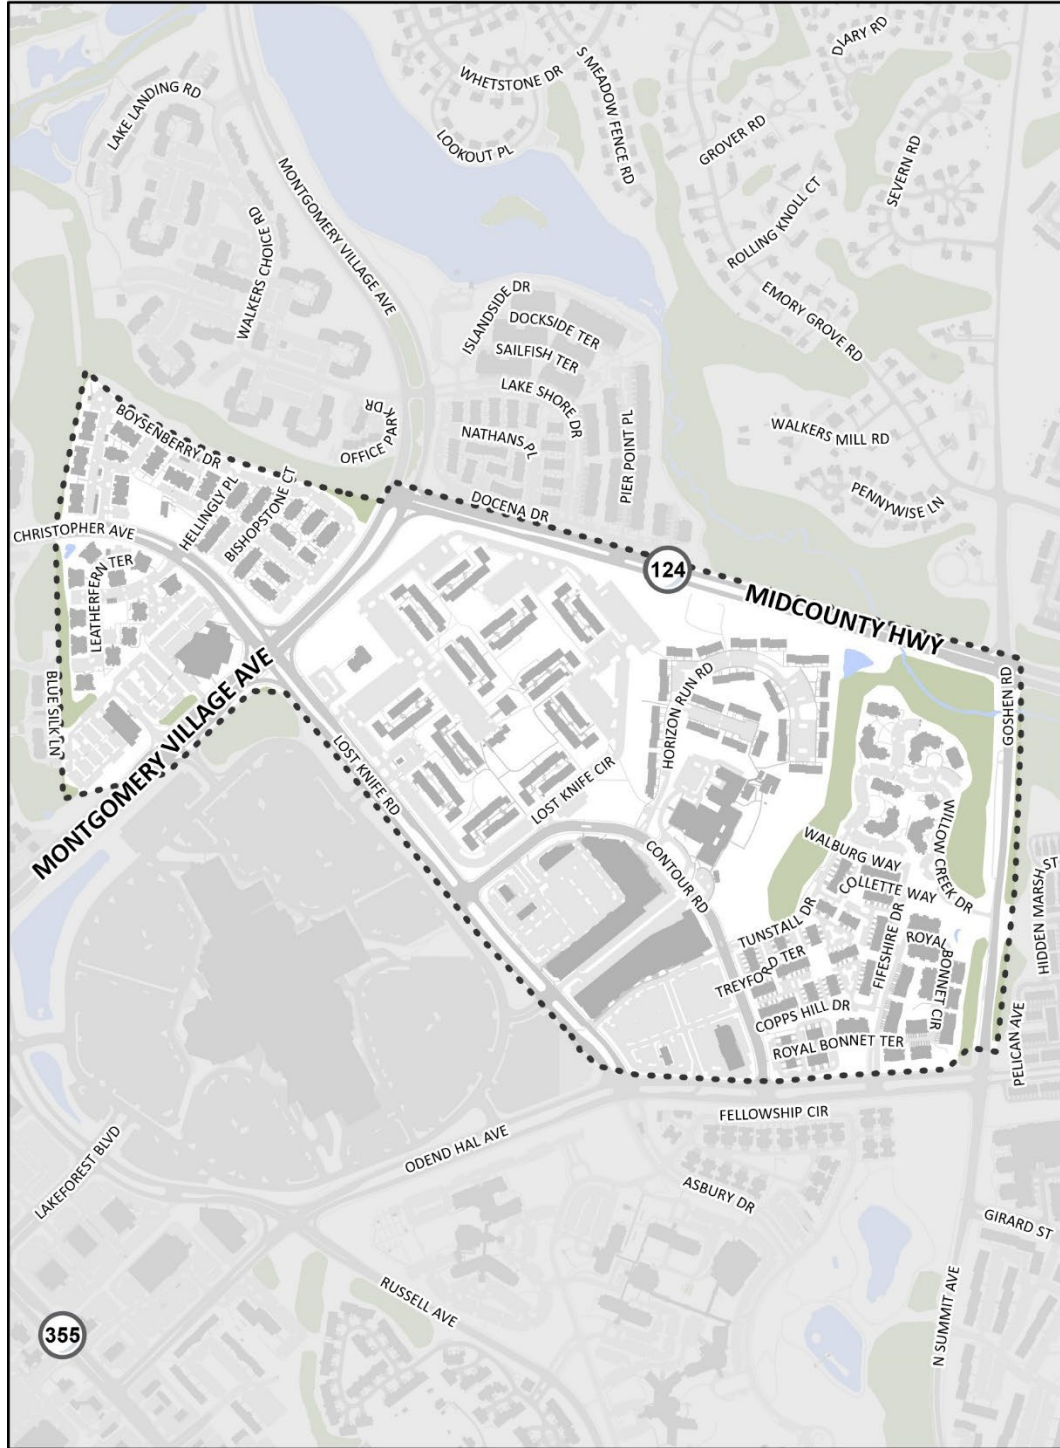 DIARY RD
S MEADOW FENCE RD
WHETSTONE DR
LAKE LANDING RD
LOOKOUT PL
GROVER RD
SEVERN RD
MONTGOMERY VILLAGE AVE
WALKERS CHOICE RD
ROLLING KNOLL CT
ISLANDSIDE DR
DOCKSIDE TER
EMORY GROVE RD
SAILFISH TER
LAKE SHORE DR
OFFICE PARK DR
BOYSENBERRY DR
NATHANS PL
PIER POINT PL
WALKERS MILL RD
PENNYWISE LN
HELLINGLY PL
BISHOPSTONE CT
DOCENA DR
CHRISTOPHER AVE
LEATHERFERN TER
124
MIDCOUNTY HWY
BLUE SILK LN
MONTGOMERY VILLAGE AVE
HORIZON RUN RD
GOSHEN RD
LOST KNIFE RD
LOST KNIFE CIR
CONTOUR RD
WALBURG WAY
WILLOW CREEK DR
COLLETTE WAY
HIDDEN MARSH ST
TUNSTALL DR
FIFESHIRE DR
ROYAL BONNET CIR
TREYFORD TER
COPPS HILL DR
ROYAL BONNET TER
PELICAN AVE
FELLOWSHIP CIR
ODEND HAL AVE
LAKEFOREST BLVD
ASBURY DR
GIRARD ST
RUSSELL AVE
N SUMMIT AVE
355